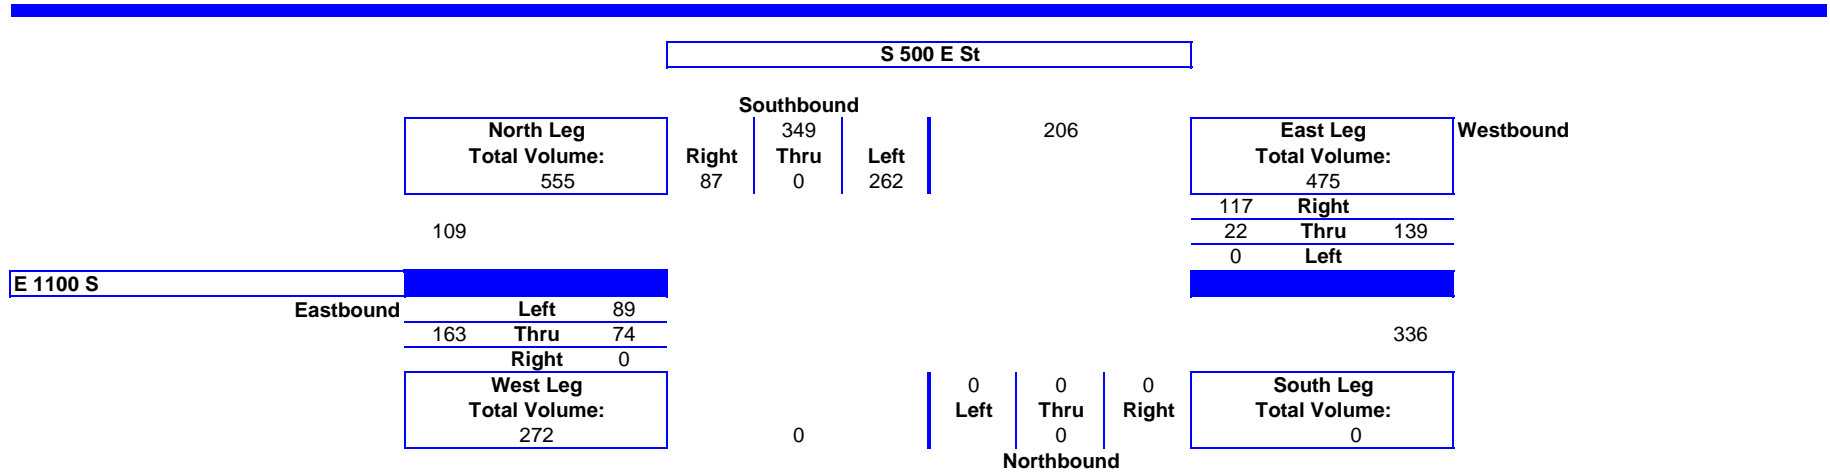 S 500 E St
Southbound
North Leg 349 206 East Leg Westbound
Total Volume: Right Thru Left Total Volume:
555 87 0 262 475
117 Right
109 22 Thru 139
0 Left
E 1100 S
Eastbound Left 89
163 Thru 74 336
Right 0
West Leg 0 0 0 South Leg
Total Volume: Left Thru Right Total Volume:
272 0 0 0
Northbound